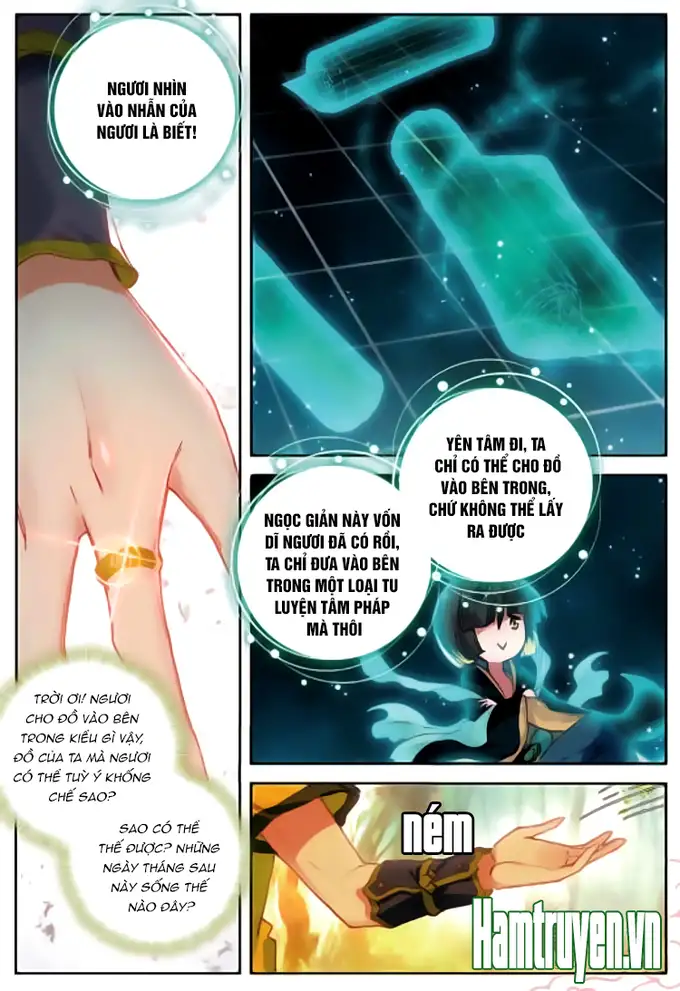 NGƯƠI NHÌN
VÀO NHẪN CỦA
NGƯƠI LÀ BIẾT!
TRỜI ƠI! NGƯƠI
CHO ĐỒ VÀO BÊN
TRONG KIỂU GÌ VẬY,
ĐỒ CỦA TA MÀ NGƯƠI
CÓ THỂ TUỲ Ý KHỐNG
CHẾ SAO?
SAO CÓ THỂ
THẾ ĐƯỢC? NHỮNG
NGÀY THÁNG SAU
NÀY SỐNG THẾ
NÀO ĐÂY?
YÊN TÂM ĐI, TA
CHỈ CÓ THỂ CHO ĐỒ
VÀO BÊN TRONG,
CHỨ KHÔNG THỂ LẤY
RA ĐƯỢC
NGỌC GIẢN NÀY VỐN
DĨ NGƯƠI ĐÃ CÓ RỒI,
TA CHỈ ĐƯA VÀO BÊN
TRONG MỘT LOẠI TU
LUYỆN TÂM PHÁP
MÀ THÔI
ném
Hamtruyen.vn